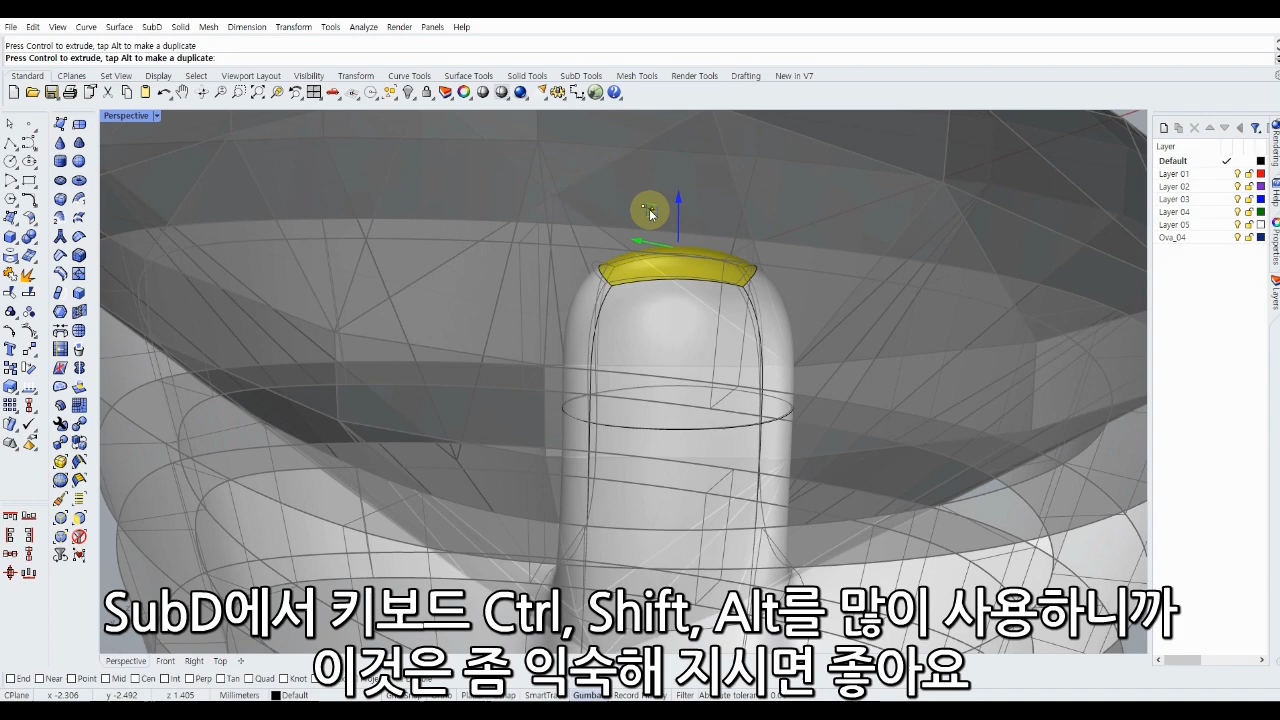 File Edit View Curve Surface SubD Solid Mesh Dimension Transform Tools Analyze Render Panels Help
Press Control to extrude, tap Alt to make a duplicate
Press Control to extrude, tap Alt to make a duplicate:
Standard CPlanes Set View Display Select Viewport Layout Visibility Transform Curve Tools Surface Tools Solid Tools SubD Tools Mesh Tools Render Tools Drafting New in V7
Perspective
Layer
Default
Layer 01
Layer 02
Layer 03
Layer 04
Layer 05
Ova_04
Rendering
Help
Properties
Layers
SubD에서 키보드 Ctrl, Shift, Alt를 많이 사용하니까
이것은 좀 익숙해 지시면 좋아요
Perspective Front Right Top
End Near Point Mid Cen Int Perp Tan Quad Knot
CPlane x -2.306 y -2.492 z 1.405 Millimeters Default SmartTrack Gumball Record History Filter Absolute tolerance